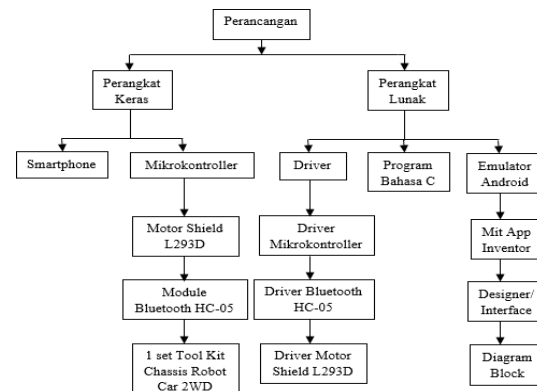 Perancangan
Perangkat
Keras
Perangkat
Lunak
Smartphone
Mikrokontroller
Driver
Program
Bahasa C
Emulator
Android
Motor Shield
L293D
Driver
Mikrokontroller
Mit App
Inventor
Module
Bluetooth HC-05
Driver Bluetooth
HC-05
Designer/
Interface
1 set Tool Kit
Chassis Robot
Car 2WD
Driver Motor
Shield L293D
Diagram
Block